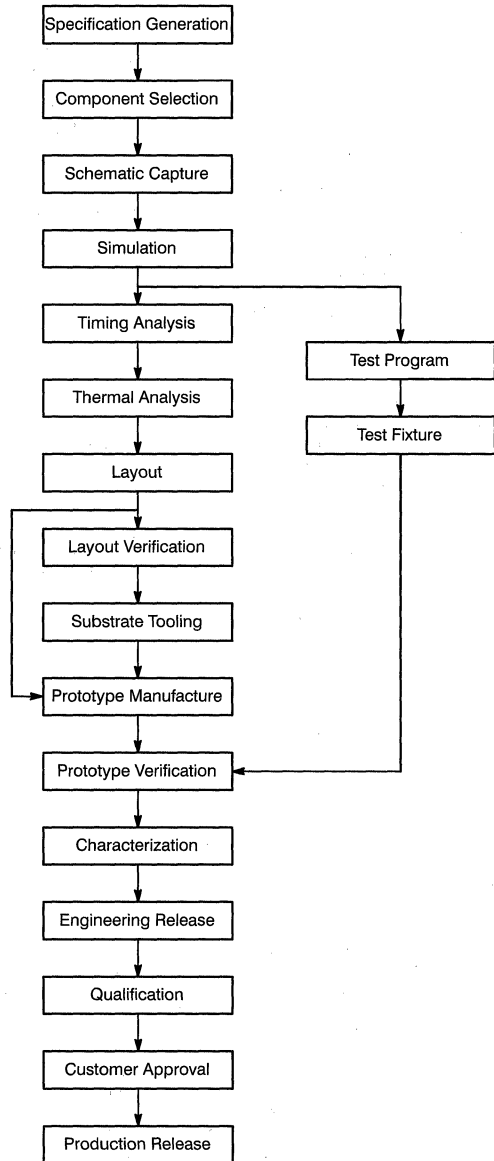 Specification Generation
Component Selection
Schematic Capture
Simulation
Timing Analysis
Test Program
Thermal Analysis
Test Fixture
Layout
Layout Verification
Substrate Tooling
Prototype Manufacture
Prototype Verification
Characterization
Engineering Release
Qualification
Customer Approval
Production Release